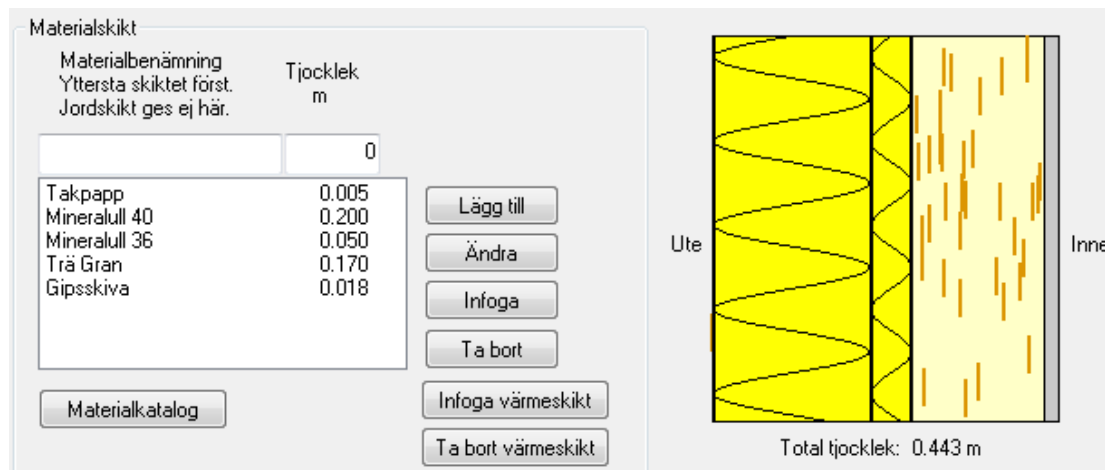 Materialskikt
Materialbenämning
Yttersta skiktet först.
Jordskikt ges ej här.
Tjocklek
m
0
Takpapp 0.005
Mineralull 40 0.200
Mineralull 36 0.050
Trä Gran 0.170
Gipsskiva 0.018
Lägg till
Ändra
Infoga
Ta bort
Materialkatalog
Infoga värmeskikt
Ta bort värmeskikt
Ute
Inne
Total tjocklek: 0.443 m